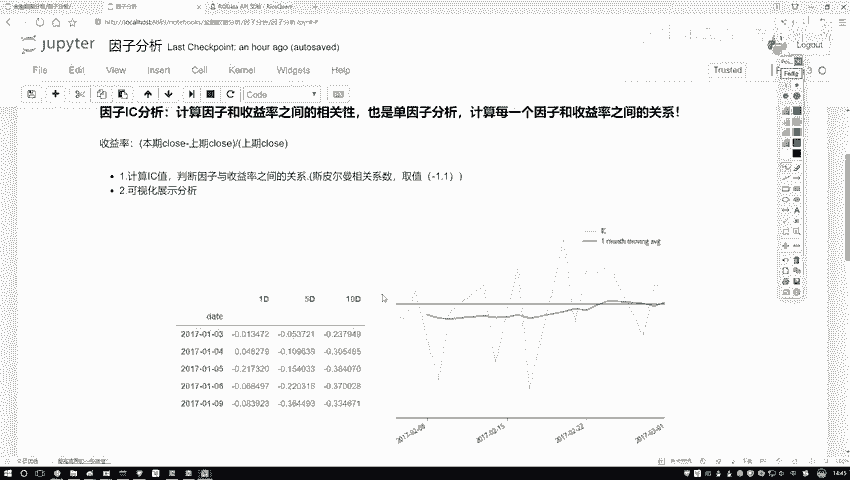 因子分析
RiceQuant
jupyter 因子分析 Last Checkpoint: an hour ago (autosaved)
Logout
File Edit View Insert Cell Kernel Widgets Help
Trusted
Code
因子IC分析：计算因子和收益率之间的相关性，也是单因子分析，计算每一个因子和收益率之间的关系！
收益率：(本期close-上期close)/(上期close)
1.计算IC值，判断因子与收益率之间的关系.(斯皮尔曼相关系数，取值（-1.1））
2.可视化展示分析
IC
1 month moving avg
1D 5D 10D
date
2017-01-03 -0.013472 -0.053721 -0.237949
2017-01-04 0.048279 -0.109639 -0.305485
2017-01-05 -0.217320 -0.154033 -0.384070
2017-01-06 -0.066497 -0.220316 -0.370028
2017-01-09 -0.083923 -0.364493 -0.334671
2017-02-08 2017-02-15 2017-02-22 2017-03-01
14:45